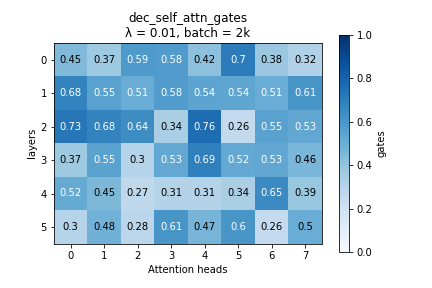 dec_self_attn_gates
λ = 0.01, batch = 2k
0 0.45 0.37 0.59 0.58 0.42 0.7 0.38 0.32
1 0.68 0.55 0.51 0.58 0.54 0.54 0.51 0.61
2 0.73 0.68 0.64 0.34 0.76 0.26 0.55 0.53
3 0.37 0.55 0.3 0.53 0.69 0.52 0.53 0.46
4 0.52 0.45 0.27 0.31 0.31 0.34 0.65 0.39
5 0.3 0.48 0.28 0.61 0.47 0.6 0.26 0.5
0 1 2 3 4 5 6 7
Attention heads
layers
1.0
0.8
0.6
0.4
0.2
0.0
gates